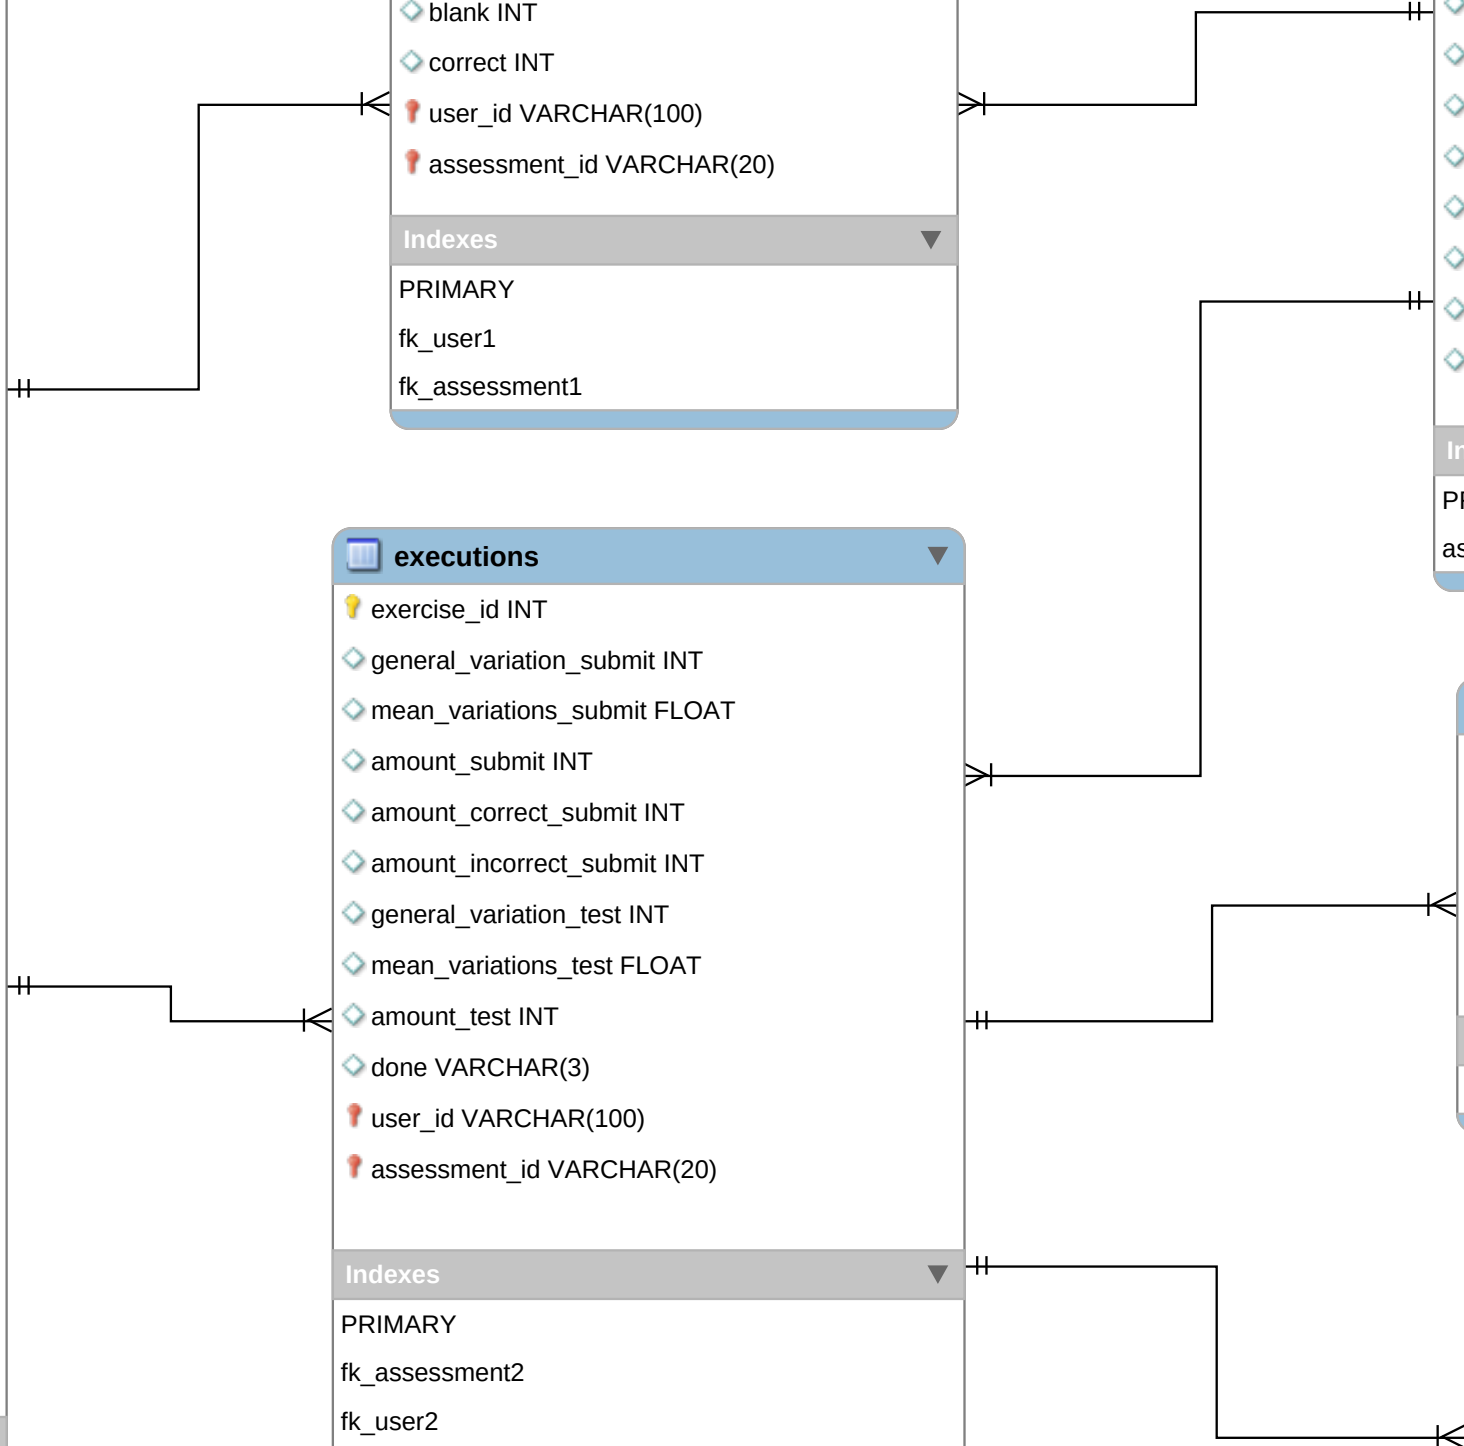 blank INT
correct INT
user_id VARCHAR(100)
assessment_id VARCHAR(20)
Indexes
PRIMARY
fk_user1
fk_assessment1
executions
exercise_id INT
general_variation_submit INT
mean_variations_submit FLOAT
amount_submit INT
amount_correct_submit INT
amount_incorrect_submit INT
general_variation_test INT
mean_variations_test FLOAT
amount_test INT
done VARCHAR(3)
user_id VARCHAR(100)
assessment_id VARCHAR(20)
Indexes
PRIMARY
fk_assessment2
fk_user2